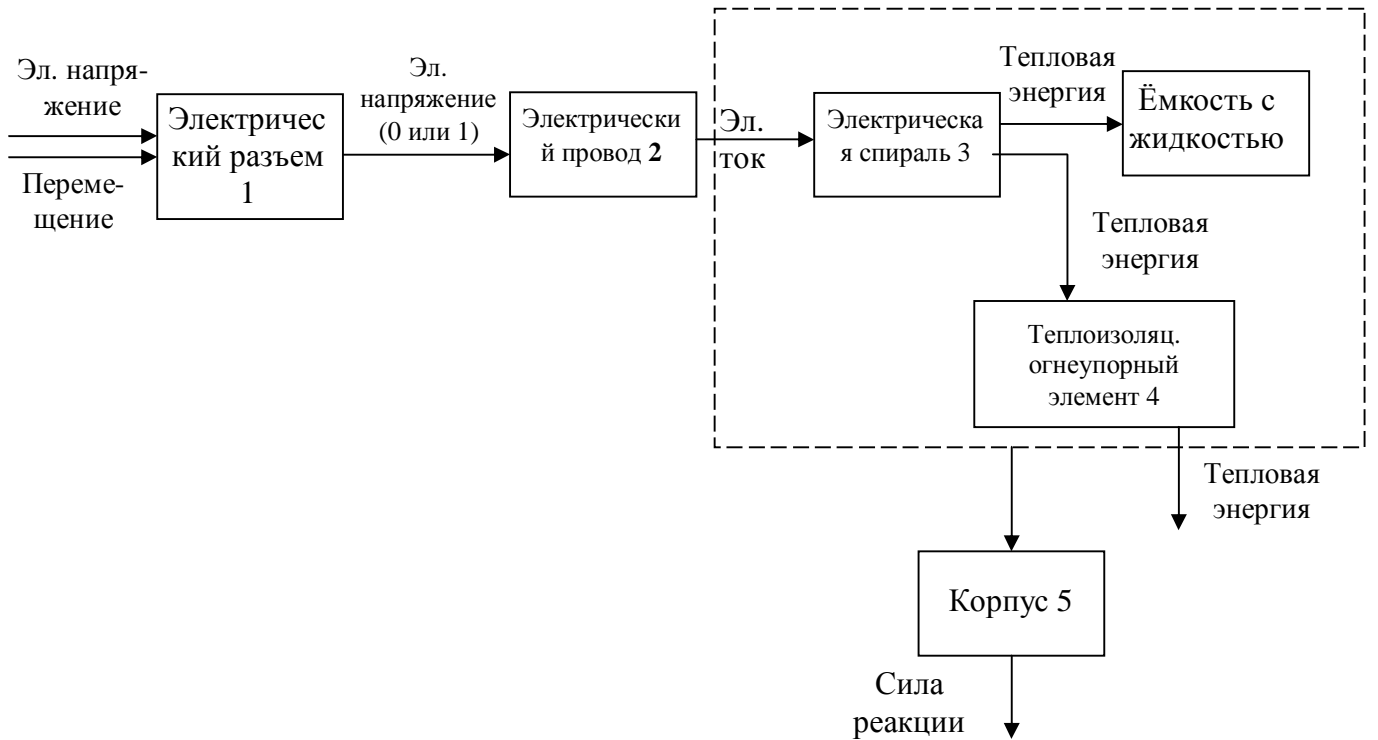 Эл. напря-
жение
Электричес
кий разъем
1
Переме-
щение
Эл.
напряжение
(0 или 1)
Электрически
й провод 2
Эл.
ток
Электрическа
я спираль 3
Тепловая
энергия
Ёмкость с
жидкостью
Тепловая
энергия
Теплоизоляц.
огнеупорный
элемент 4
Тепловая
энергия
Корпус 5
Сила
реакции